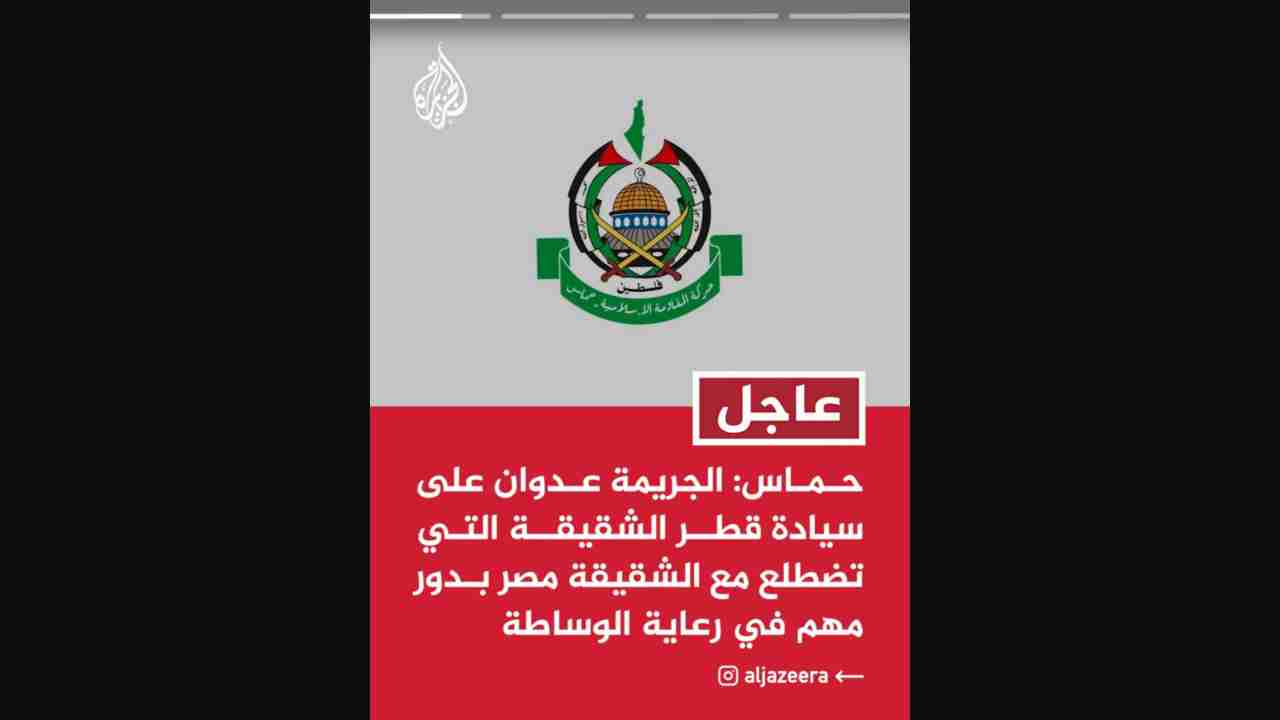 الجزيرة
فلسطين
حركة المقاومة الإسلامية حماس
عاجل
حماس: الجريمة عدوان على
سيادة قطر الشقيقة التي
تضطلع مع الشقيقة مصر بدور
مهم في رعاية الوساطة
aljazeera